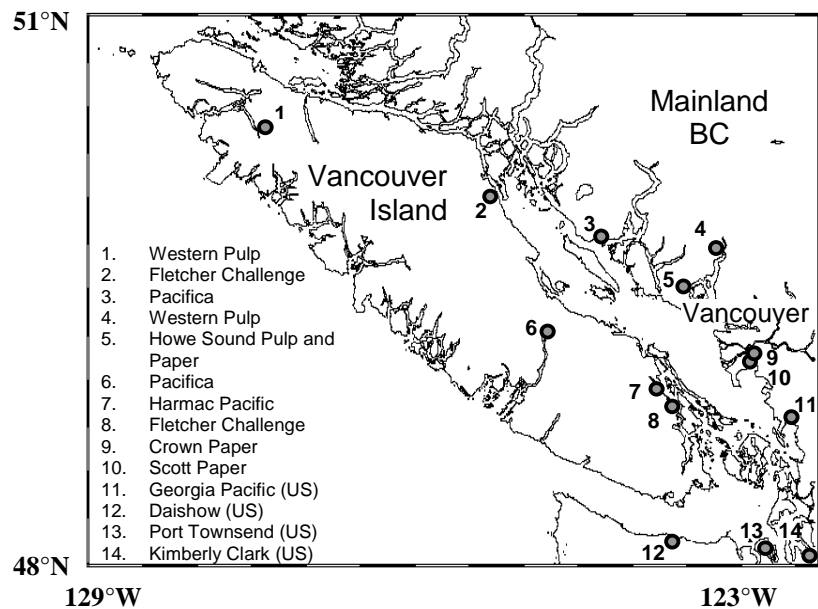 51°N
1
Mainland
BC
Vancouver
Island
2
3
4
5
Vancouver
6
9
10
7
8
11
12
13
14
1. Western Pulp
2. Fletcher Challenge
3. Pacifica
4. Western Pulp
5. Howe Sound Pulp and
Paper
6. Pacifica
7. Harmac Pacific
8. Fletcher Challenge
9. Crown Paper
10. Scott Paper
11. Georgia Pacific (US)
12. Daishow (US)
13. Port Townsend (US)
14. Kimberly Clark (US)
48°N
129°W
123°W